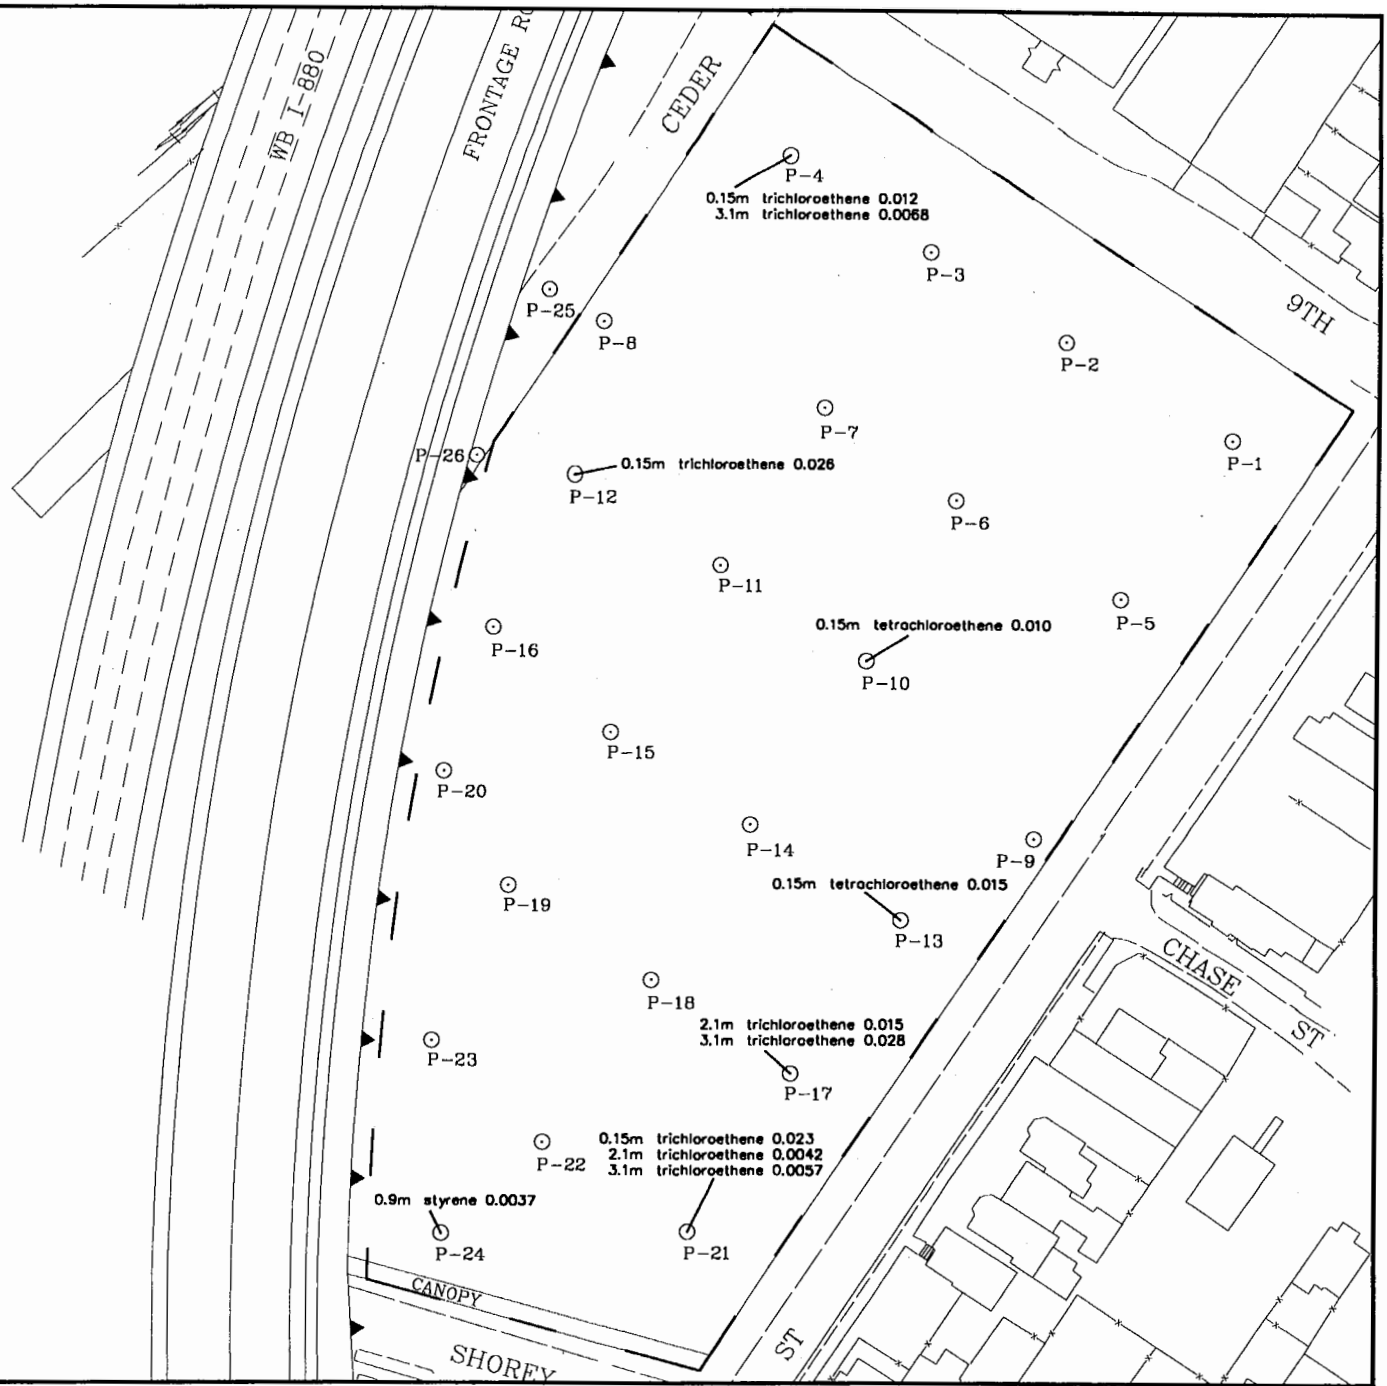 WB I-880
FRONTAGE
CEDER
P-4
0.15m trichloroethene 0.012
3.1m trichloroethene 0.0068
P-3
P-25
P-8
9TH
P-2
P-7
P-1
P-26
0.15m trichloroethene 0.026
P-12
P-6
P-11
P-5
0.15m tetrachloroethene 0.010
P-16
P-10
P-15
P-20
P-14
P-9
0.15m tetrachloroethene 0.015
P-19
P-13
CHASE
ST
P-18
2.1m trichloroethene 0.015
3.1m trichloroethene 0.028
P-23
P-17
0.15m trichloroethene 0.023
2.1m trichloroethene 0.0042
3.1m trichloroethene 0.0057
P-22
0.9m styrene 0.0037
P-24
P-21
CANOPY
ST
SHOREY